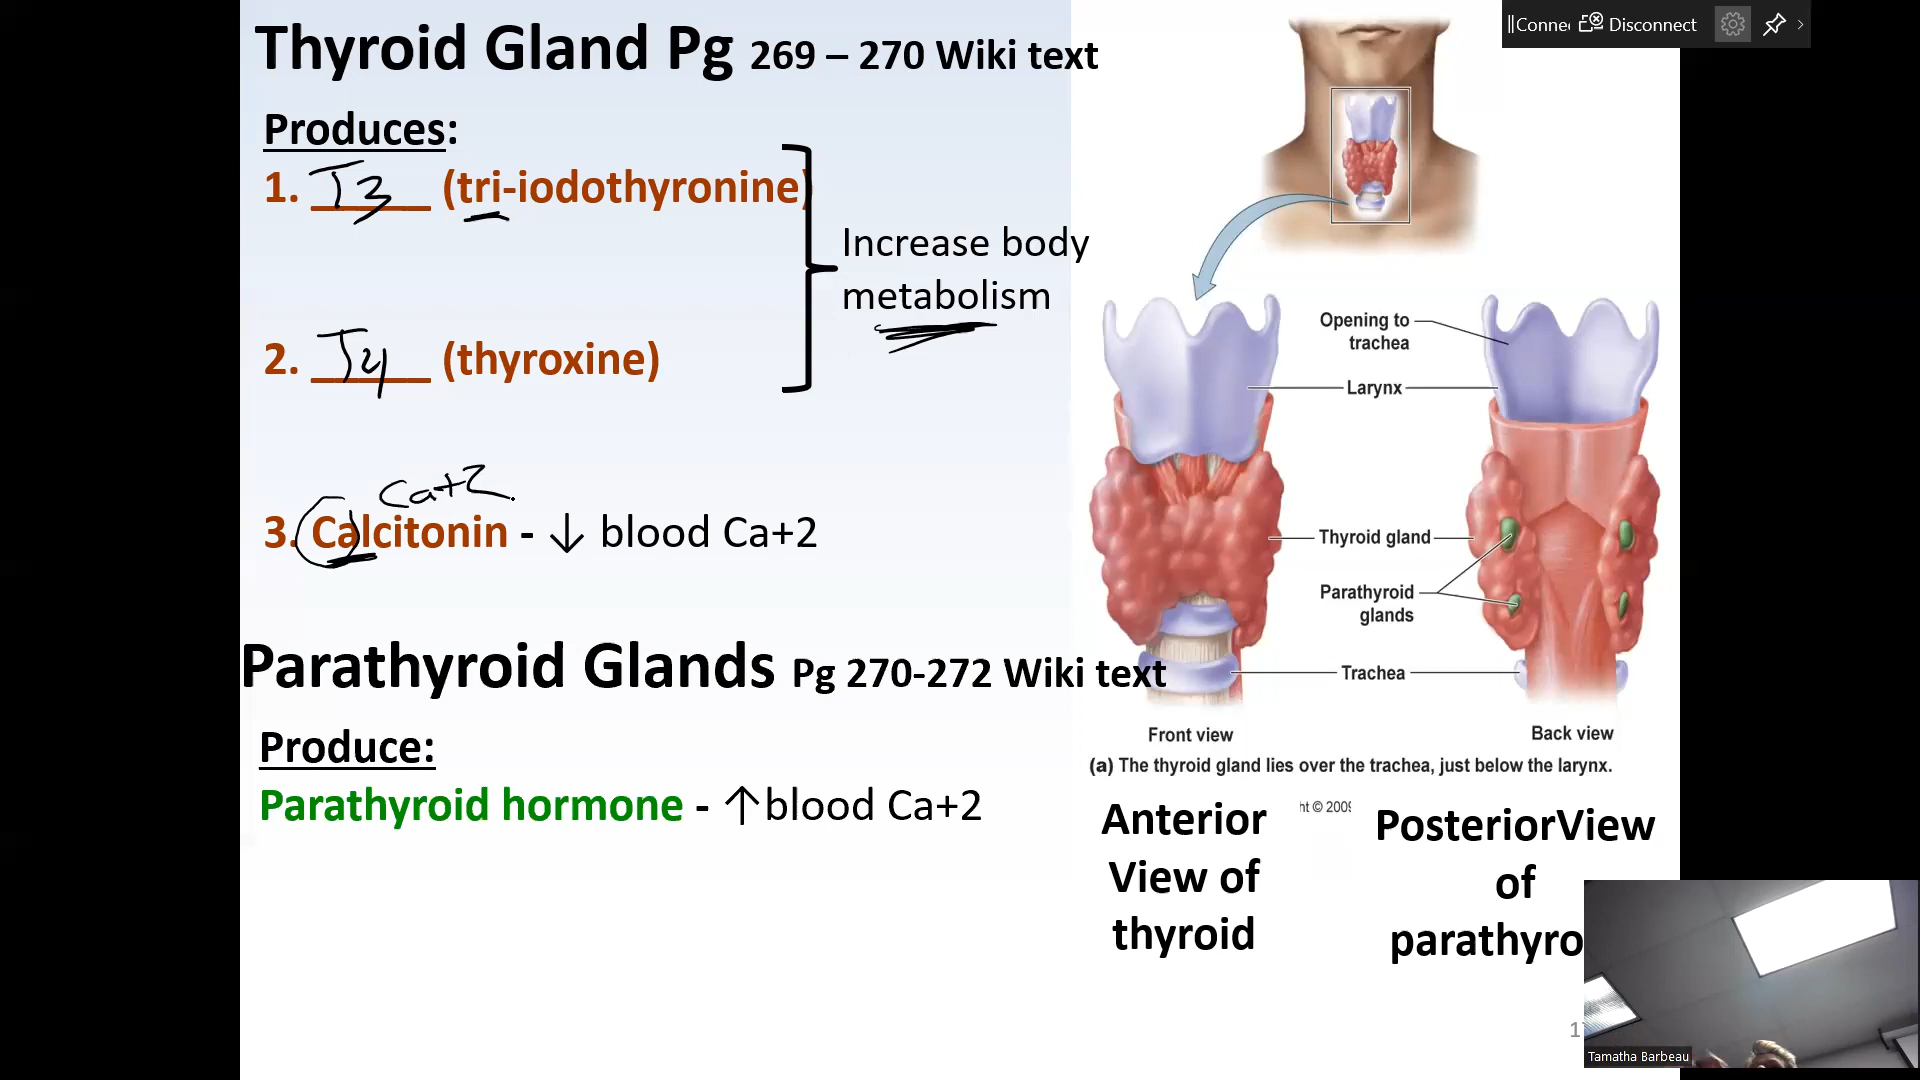 Thyroid Gland Pg 269 – 270 Wiki text
Produces:
1. T3 (tri-iodothyronine)
Increase body
metabolism
2. T4 (thyroxine)
Ca+2
3. Calcitonin - ↓ blood Ca+2
Parathyroid Glands Pg 270-272 Wiki text
Produce:
Parathyroid hormone - ↑blood Ca+2
Disconnect
Opening to
trachea
Larynx
Thyroid gland
Parathyroid
glands
Trachea
Front view
Back view
(a) The thyroid gland lies over the trachea, just below the larynx.
© 2009
Anterior
View of
thyroid
PosteriorView
of
Tamatha Barbeau